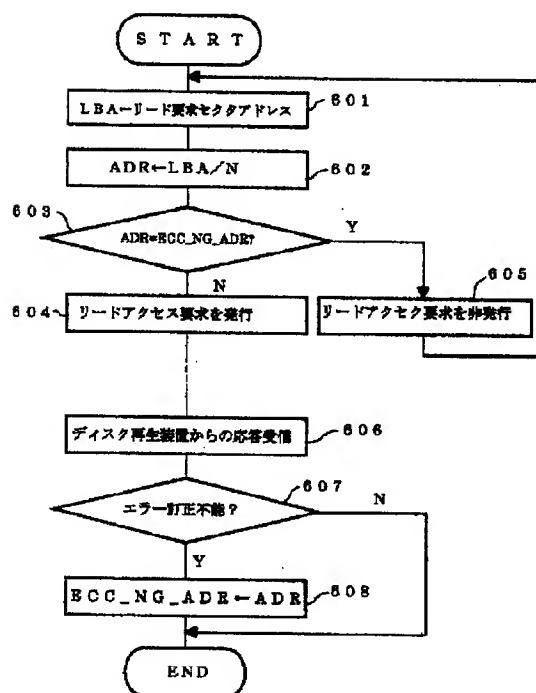 START
LBA←リード要求セクタアドレス
601
ADR←LBA/N
602
603
ADR=ECC_NG_ADR?
Y
N
604
リードアクセス要求を発行
605
リードアクセク要求を非発行
ディスク再生装置からの応答受信
606
607
エラー訂正不能?
N
Y
ECC_NG_ADR←ADR
608
END